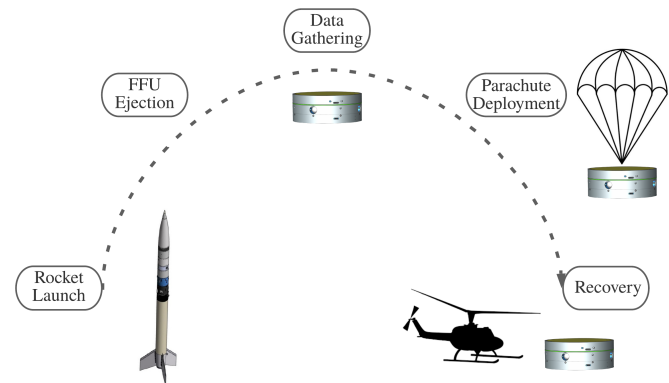 Data
Gathering
FFU
Ejection
Parachute
Deployment
Rocket
Launch
Recovery